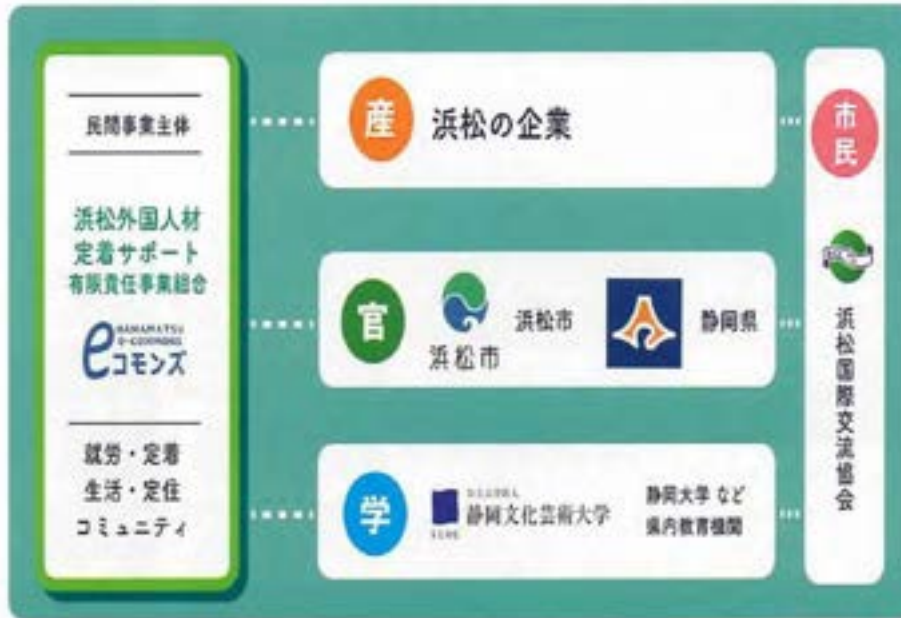 民間事業主体
浜松外国人材
定着サポート
有限責任事業組合
HAMAMATSU
E-COMMONS
eコモンズ
就労・定着
生活・定住
コミュニティ
産
浜松の企業
官
浜松市
浜松市
静岡県
学
静岡文化芸術大学
静岡大学 など
県内教育機関
市民
浜松国際交流協会